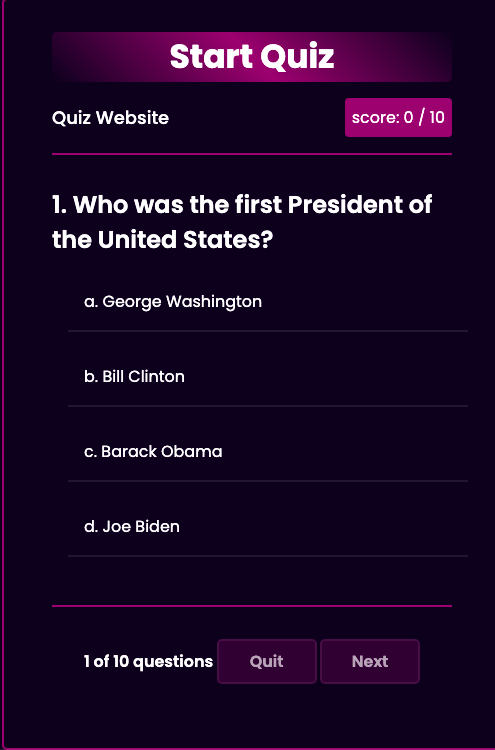 Start Quiz
Quiz Website
score: 0 / 10
1. Who was the first President of
the United States?
a. George Washington
b. Bill Clinton
c. Barack Obama
d. Joe Biden
1 of 10 questions
Quit
Next